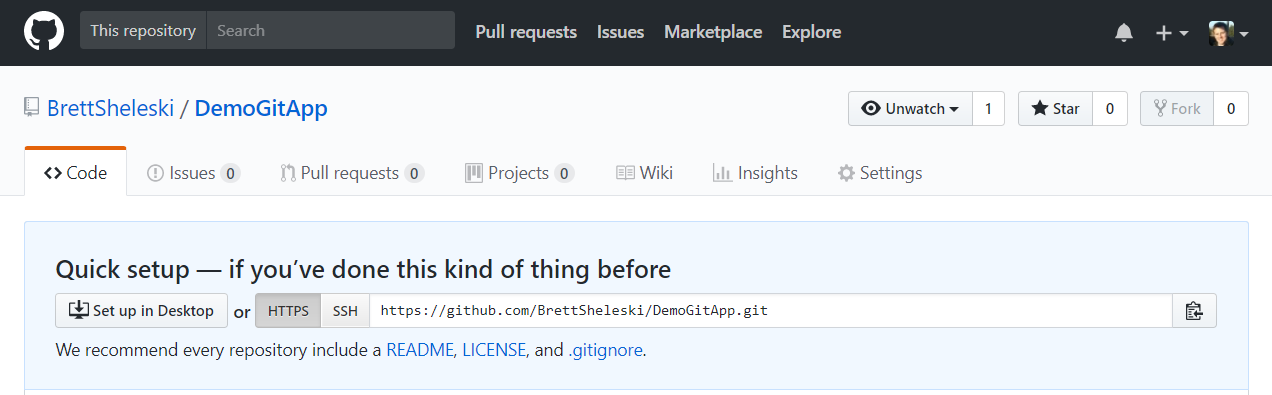 This repository Search Pull requests Issues Marketplace Explore
BrettSheleski / DemoGitApp Unwatch 1 Star 0 Fork 0
Code Issues 0 Pull requests 0 Projects 0 Wiki Insights Settings
Quick setup — if you’ve done this kind of thing before
Set up in Desktop or HTTPS SSH https://github.com/BrettSheleski/DemoGitApp.git
We recommend every repository include a README, LICENSE, and .gitignore.